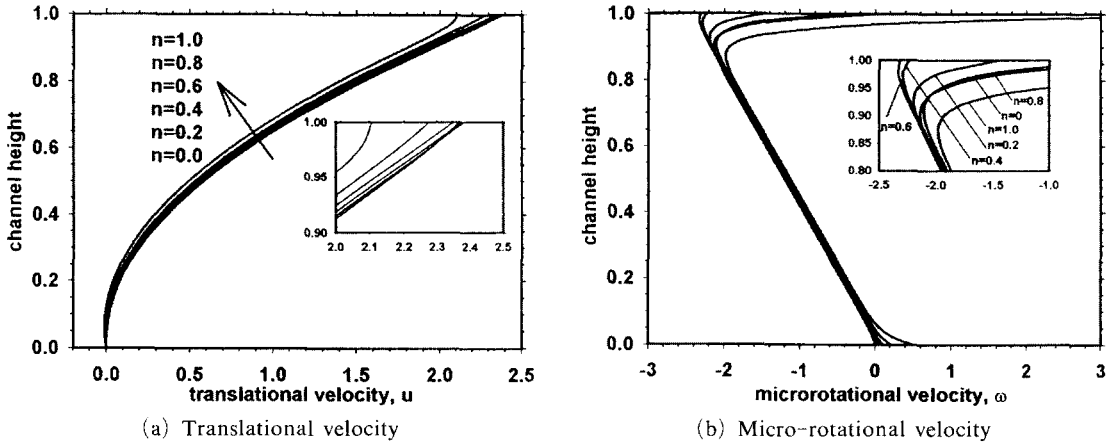 1.0
0.8
0.6
0.4
0.2
0.0
channel height
n=1.0
n=0.8
n=0.6
n=0.4
n=0.2
n=0.0
1.00
0.95
0.90
2.0 2.1 2.2 2.3 2.4 2.5
0.0 0.5 1.0 1.5 2.0 2.5
translational velocity, u
(a) Translational velocity
1.0
0.8
0.6
0.4
0.2
0.0
channel height
1.00
0.95
0.90
0.85
0.80
n=0.6
n=0.8
n=0
n=1.0
n=0.2
n=0.4
-2.5 -2.0 -1.5 -1.0
-3 -2 -1 0 1 2 3
microrotational velocity, ω
(b) Micro-rotational velocity